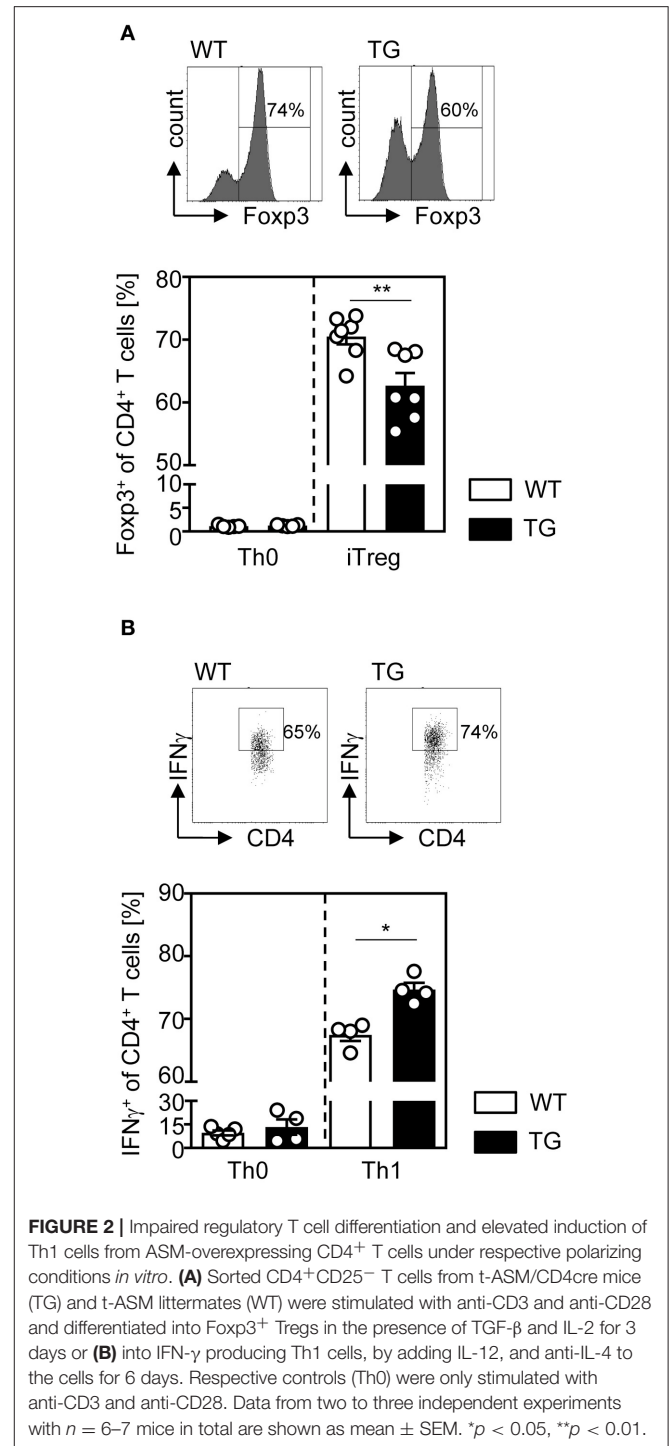 A
WT TG
count 74% count 60%
Foxp3 Foxp3
Foxp3⁺ of CD4⁺ T cells [%]
80
70
60
50
10
5
0
**
Th0 iTreg
WT
TG
B
WT TG
IFNγ 65% IFNγ 74%
CD4 CD4
IFNγ⁺ of CD4⁺ T cells [%]
90
80
70
60
30
15
0
*
Th0 Th1
WT
TG
FIGURE 2 | Impaired regulatory T cell differentiation and elevated induction of
Th1 cells from ASM-overexpressing CD4⁺ T cells under respective polarizing
conditions in vitro. (A) Sorted CD4⁺CD25⁻ T cells from t-ASM/CD4cre mice
(TG) and t-ASM littermates (WT) were stimulated with anti-CD3 and anti-CD28
and differentiated into Foxp3⁺ Tregs in the presence of TGF-β and IL-2 for 3
days or (B) into IFN-γ producing Th1 cells, by adding IL-12, and anti-IL-4 to
the cells for 6 days. Respective controls (Th0) were only stimulated with
anti-CD3 and anti-CD28. Data from two to three independent experiments
with n = 6–7 mice in total are shown as mean ± SEM. *p < 0.05, **p < 0.01.